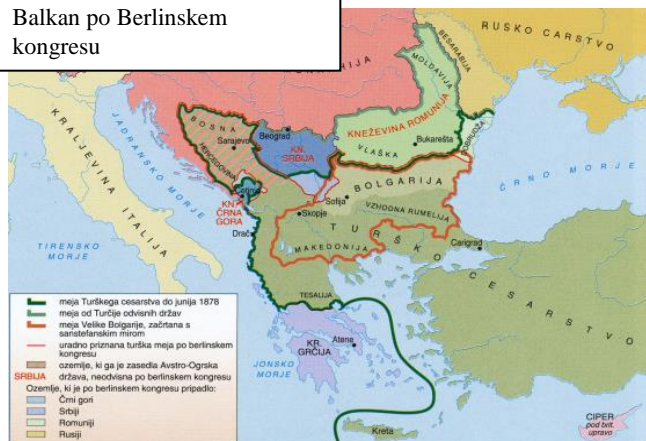 Balkan po Berlinskem
kongresu
RUSKO CARSTVO
BESARABIJA
MOLDAVIJA
KNEŽEVINA ROMUNIJA
BOSNA
Beograd
Sarajevo
KN.
SRBIJA
VLAŠKA
Bukarešta
DOBRUDŽA
KRALJEVINA ITALIJA
JADRANSKO MORJE
HERCEGOVINA
Cetinje
KN.
ČRNA
GORA
BOLGARIJA
Sofija
VZHODNA RUMELIJA
ČRNO MORJE
Skopje
Drač
TURŠKO
CESARSTVO
MAKEDONIJA
Carigrad
TIRENSKO
MORJE
TESALIJA
KR.
GRČIJA
Atene
JONSKO
MORJE
Kreta
CIPER
pod brit.
upravo
meja Turškega cesarstva do junija 1878
meja od Turčije odvisnih držav
meja Velike Bolgarije, začrtana s
sanstefanskim mirom
uradno priznana turška meja po berlinskem
kongresu
ozemlje, ki ga je zasedla Avstro-Ogrska
SRBIJA država, neodvisna po berlinskem kongresu
Ozemlje, ki je po berlinskem kongresu pripadlo:
Črni gori
Srbiji
Romuniji
Rusiji